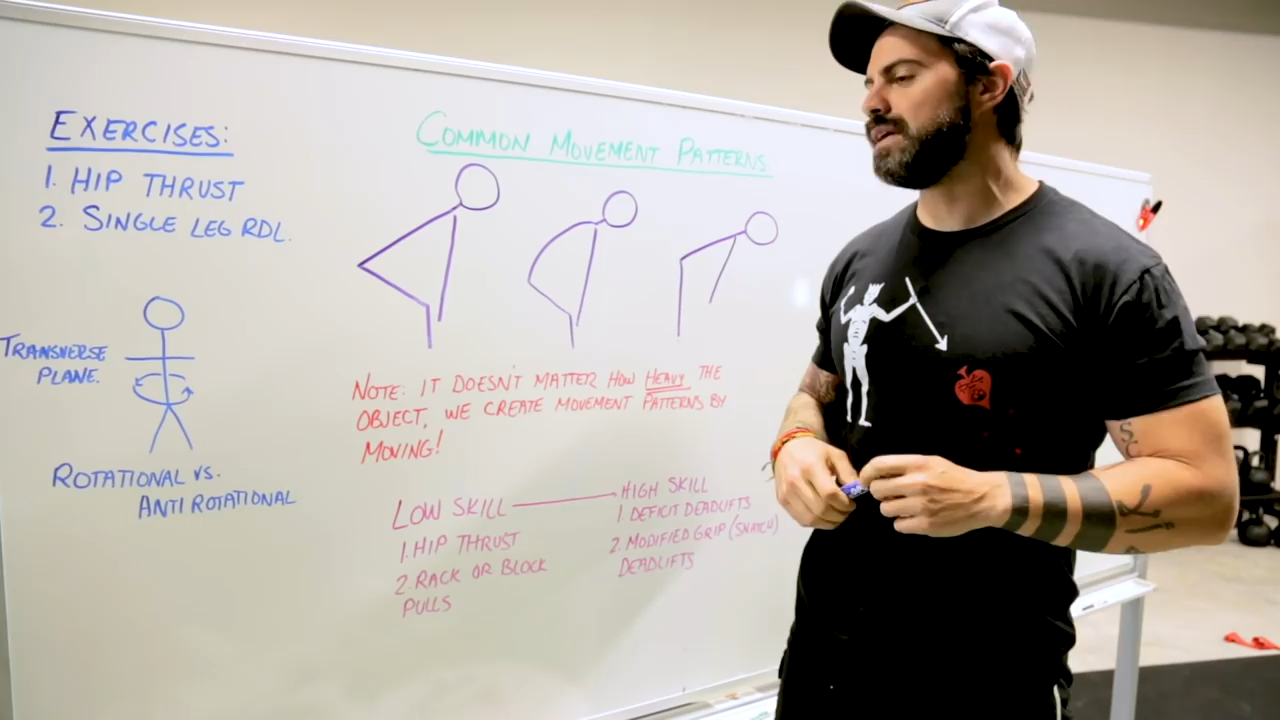 EXERCISES:
1. HIP THRUST
2. SINGLE LEG RDL.
TRANSVERSE
PLANE.
ROTATIONAL VS.
ANTI ROTATIONAL
COMMON MOVEMENT PATTERNS
NOTE: IT DOESN'T MATTER HOW HEAVY THE
OBJECT, WE CREATE MOVEMENT PATTERNS BY
MOVING!
LOW SKILL
1. HIP THRUST
2. RACK OR BLOCK
PULLS
HIGH SKILL
1. DEFICIT DEADLIFTS
2. MODIFIED GRIP (SNATCH)
DEADLIFTS